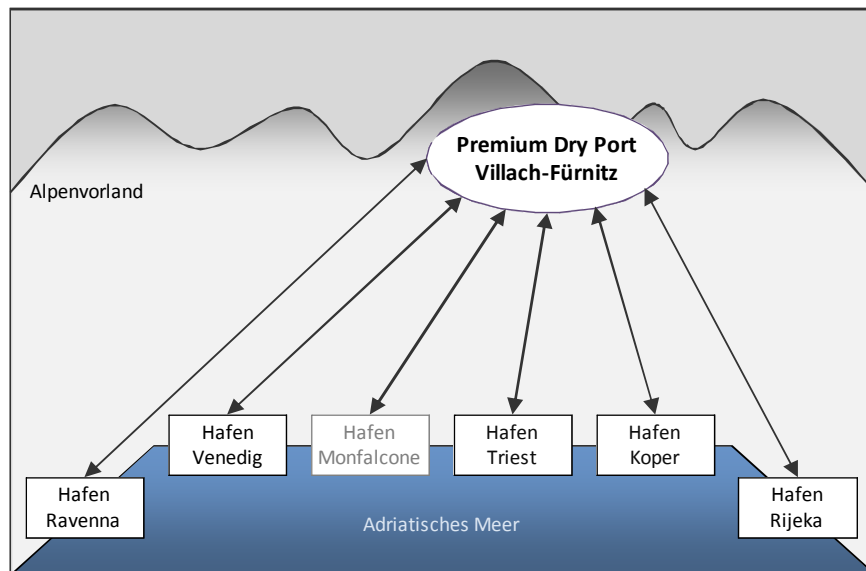 Premium Dry Port
Villach-Fürnitz
Alpenvorland
Hafen
Venedig
Hafen
Monfalcone
Hafen
Triest
Hafen
Koper
Hafen
Ravenna
Hafen
Rijeka
Adriatisches Meer